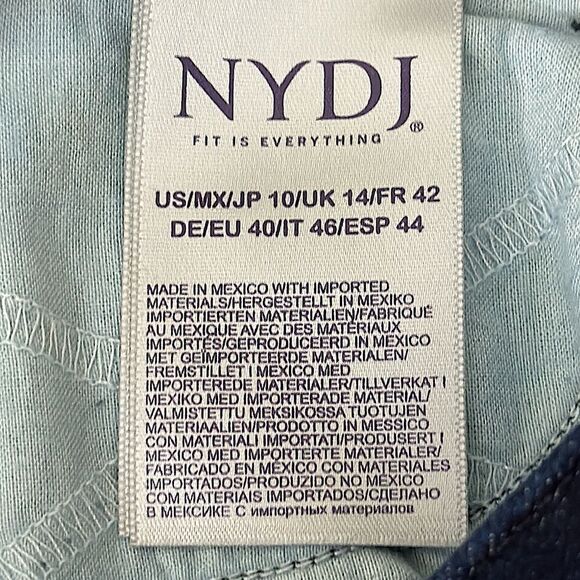 NYDJ®
FIT IS EVERYTHING
US/MX/JP 10/UK 14/FR 42
DE/EU 40/IT 46/ESP 44
MADE IN MEXICO WITH IMPORTED
MATERIALS/HERGESTELLT IN MEXIKO
IMPORTIERTEN MATERIALIEN/FABRIQUÉ
AU MEXIQUE AVEC DES MATÉRIAUX
IMPORTÉS/GEPRODUCEERD IN MEXICO
MET GEÏMPORTEERDE MATERIALEN/
FREMSTILLET I MEXICO MED
IMPORTEREDE MATERIALER/TILLVERKAT I
MEXIKO MED IMPORTERADE MATERIAL/
VALMISTETTU MEKSIKOSSA TUOTUJEN
MATERIAALIEN/PRODOTTO IN MESSICO
CON MATERIALI IMPORTATI/PRODUSERT I
MEXICO MED IMPORTERTE MATERIALER/
FABRICADO EN MÉXICO CON MATERIALES
IMPORTADOS/PRODUZIDO NO MÉXICO
COM MATERIAIS IMPORTADOS/СДЕЛАНО
В МЕКСИКЕ С импортных материалов